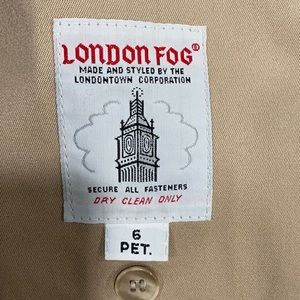 LONDON FOG®
MADE AND STYLED BY THE
LONDONTOWN CORPORATION
SECURE ALL FASTENERS
DRY CLEAN ONLY
6
PET.